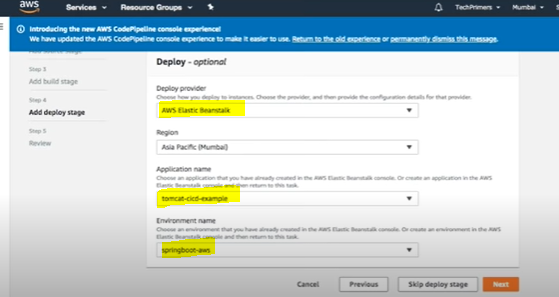 aws
Services
Resource Groups
TechPrimers
Mumbai
Introducing the new AWS CodePipeline console experience!
We have updated the AWS CodePipeline console experience to make it easier to use. Return to the old experience or permanently dismiss this message.
Step 3
Add build stage
Step 4
Add deploy stage
Step 5
Review
Deploy - optional
Deploy provider
Choose how you deploy to instances. Choose the provider, and then provide the configuration details for that provider.
AWS Elastic Beanstalk
Region
Asia Pacific (Mumbai)
Application name
Choose an application that you have already created in the AWS Elastic Beanstalk console. Or create an application in the AWS
Elastic Beanstalk console and then return to this task.
tomcat-cicd-example
Environment name
Choose an environment that you have already created in the AWS Elastic Beanstalk console. Or create an environment in the AWS
Elastic Beanstalk console and then return to this task.
springboot-aws
Cancel
Previous
Skip deploy stage
Next